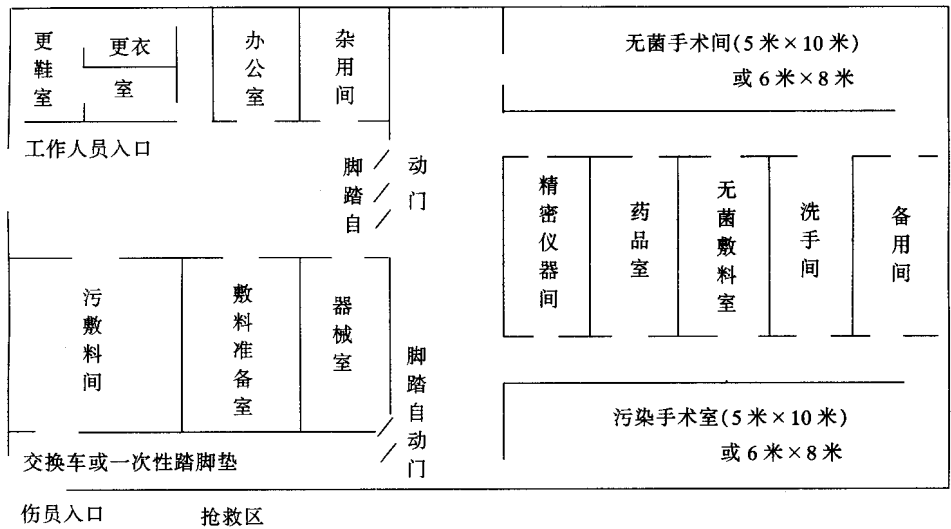 更鞋室
更衣
室
办公室
杂用间
无菌手术间(5米×10米)
或6米×8米
工作人员入口
脚踏自
动门
精密仪器间
药品室
无菌敷料室
洗手间
备用间
污敷料间
敷料准备室
器械室
脚踏自动门
污染手术室(5米×10米)
或6米×8米
交换车或一次性踏脚垫
伤员入口
抢救区